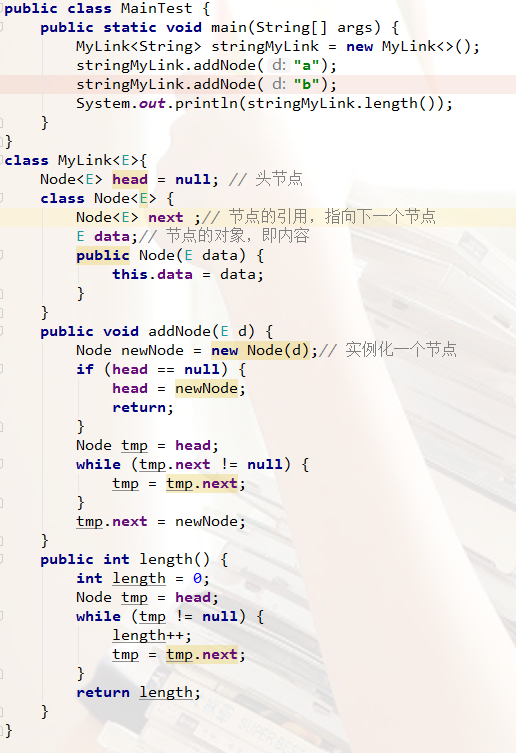 public class MainTest {
    public static void main(String[] args) {
        MyLink<String> stringMyLink = new MyLink<>();
        stringMyLink.addNode( d: "a");
        stringMyLink.addNode( d: "b");
        System.out.println(stringMyLink.length());
    }
}
class MyLink<E>{
    Node<E> head = null; // 头节点
    class Node<E> {
        Node<E> next ;// 节点的引用，指向下一个节点
        E data;// 节点的对象，即内容
        public Node(E data) {
            this.data = data;
        }
    }
    public void addNode(E d) {
        Node newNode = new Node(d);// 实例化一个节点
        if (head == null) {
            head = newNode;
            return;
        }
        Node tmp = head;
        while (tmp.next != null) {
            tmp = tmp.next;
        }
        tmp.next = newNode;
    }
    public int length() {
        int length = 0;
        Node tmp = head;
        while (tmp != null) {
            length++;
            tmp = tmp.next;
        }
        return length;
    }
}